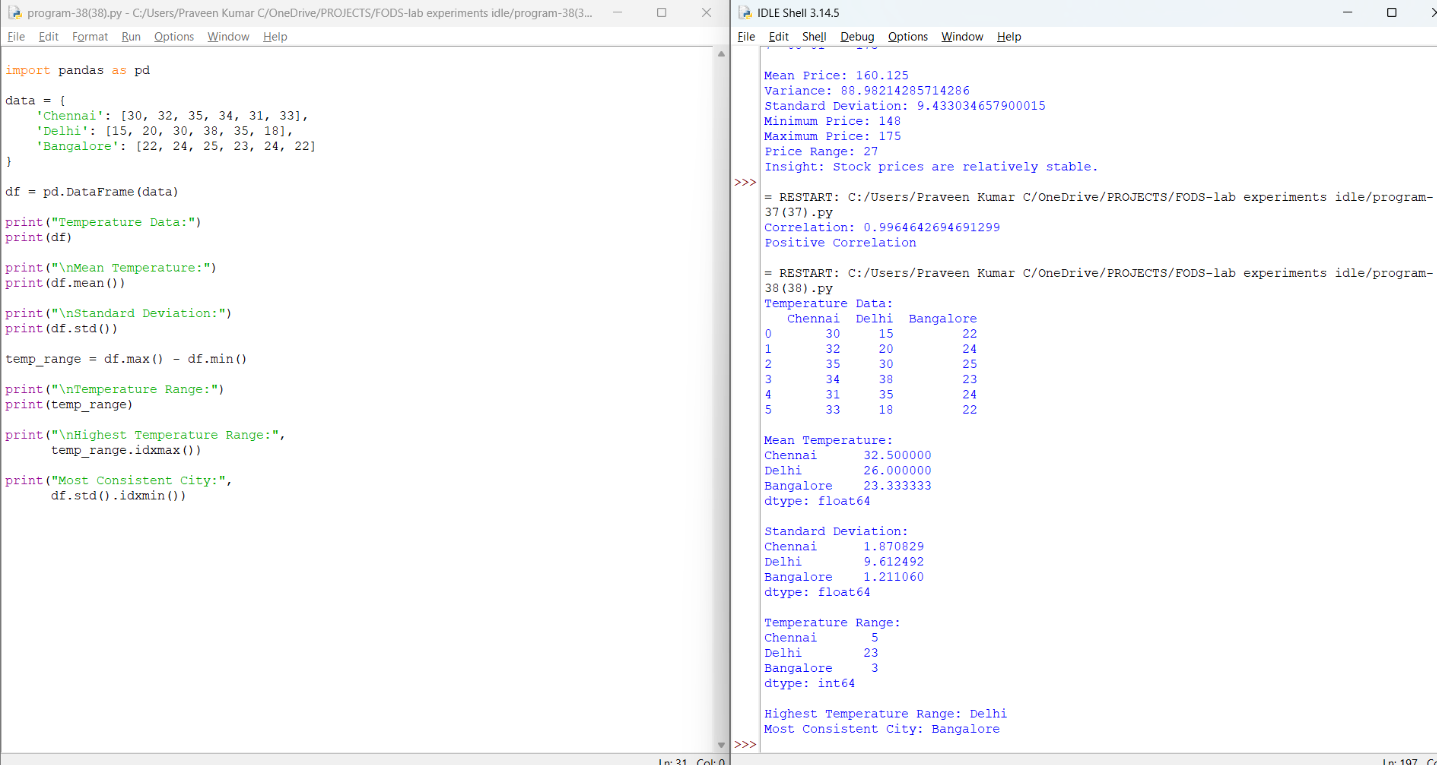 program-38(38).py - C:/Users/Praveen Kumar C/OneDrive/PROJECTS/FODS-lab experiments idle/program-38(3...
File Edit Format Run Options Window Help
import pandas as pd
data = {
    'Chennai': [30, 32, 35, 34, 31, 33],
    'Delhi': [15, 20, 30, 38, 35, 18],
    'Bangalore': [22, 24, 25, 23, 24, 22]
}
df = pd.DataFrame(data)
print("Temperature Data:")
print(df)
print("\nMean Temperature:")
print(df.mean())
print("\nStandard Deviation:")
print(df.std())
temp_range = df.max() - df.min()
print("\nTemperature Range:")
print(temp_range)
print("\nHighest Temperature Range:",
      temp_range.idxmax())
print("Most Consistent City:",
      df.std().idxmin())
Ln: 31 Col: 0
IDLE Shell 3.14.5
File Edit Shell Debug Options Window Help
Mean Price: 160.125
Variance: 88.98214285714286
Standard Deviation: 9.433034657900015
Minimum Price: 148
Maximum Price: 175
Price Range: 27
Insight: Stock prices are relatively stable.
>>>
= RESTART: C:/Users/Praveen Kumar C/OneDrive/PROJECTS/FODS-lab experiments idle/program-
37(37).py
Correlation: 0.9964642694691299
Positive Correlation
= RESTART: C:/Users/Praveen Kumar C/OneDrive/PROJECTS/FODS-lab experiments idle/program-
38(38).py
Temperature Data:
   Chennai  Delhi  Bangalore
0       30     15         22
1       32     20         24
2       35     30         25
3       34     38         23
4       31     35         24
5       33     18         22
Mean Temperature:
Chennai      32.500000
Delhi        26.000000
Bangalore    23.333333
dtype: float64
Standard Deviation:
Chennai      1.870829
Delhi        9.612492
Bangalore    1.211060
dtype: float64
Temperature Range:
Chennai       5
Delhi        23
Bangalore     3
dtype: int64
Highest Temperature Range: Delhi
Most Consistent City: Bangalore
>>>
Ln: 197